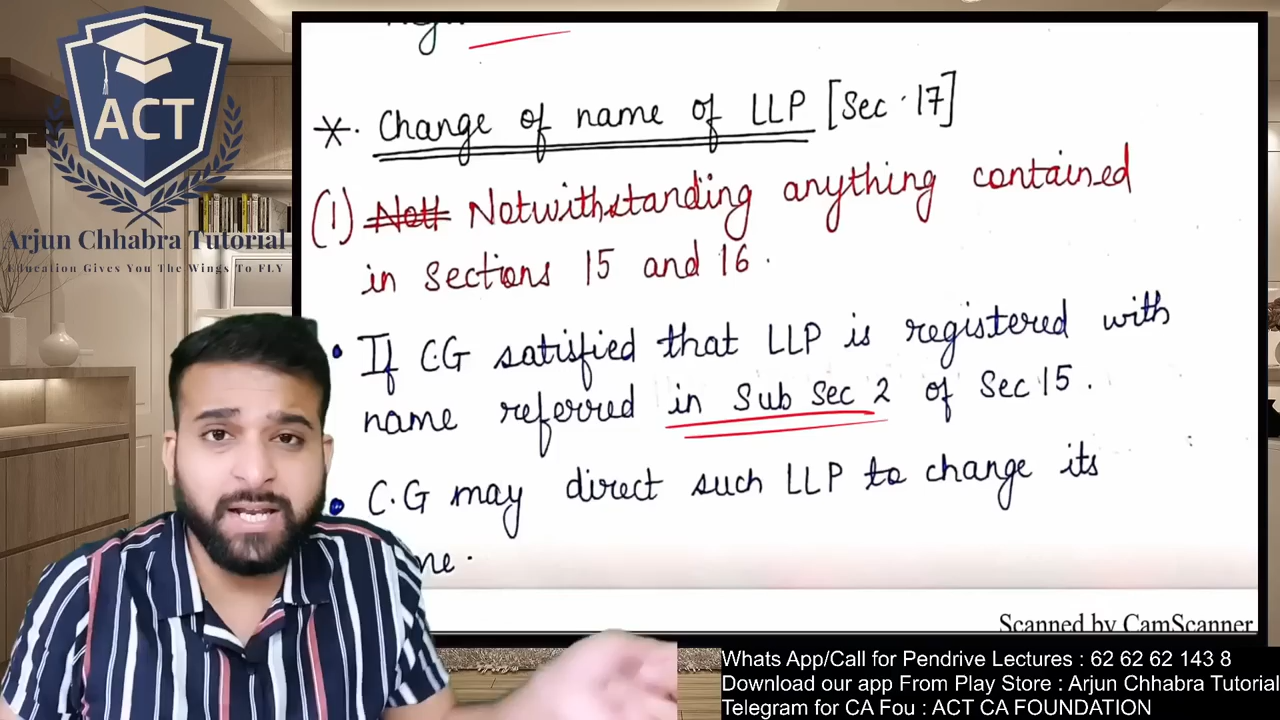 ACT
Arjun Chhabra Tutorial
Education Gives You The Wings To FLY
*. Change of name of LLP [Sec. 17]
(1) Nott Notwithstanding anything contained
in sections 15 and 16.
• If C.G satisfied that LLP is registered with
name referred in Sub Sec 2 of Sec 15.
• C.G may direct such LLP to change its
Scanned by CamScanner
Whats App/Call for Pendrive Lectures : 62 62 62 143 8
Download our app From Play Store : Arjun Chhabra Tutorial
Telegram for CA Fou : ACT CA FOUNDATION